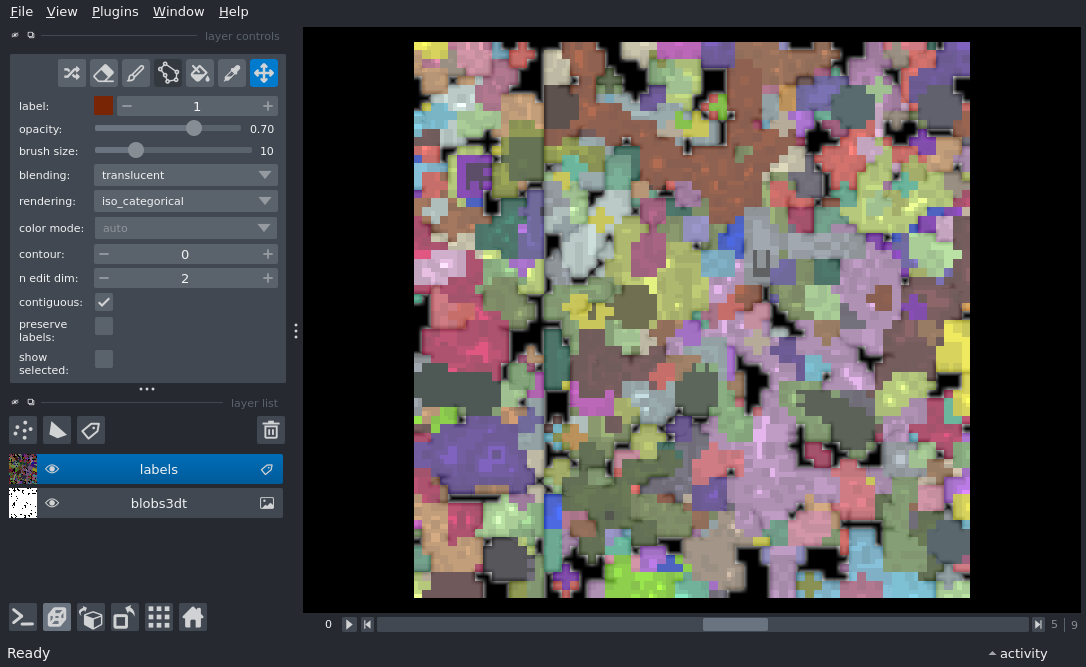 File View Plugins Window Help
layer controls
label: 1
opacity: 0.70
brush size: 10
blending: translucent
rendering: iso_categorical
color mode: auto
contour: 0
n edit dim: 2
contiguous:
preserve
labels:
show
selected:
layer list
labels
blobs3dt
0 5 | 9
Ready activity